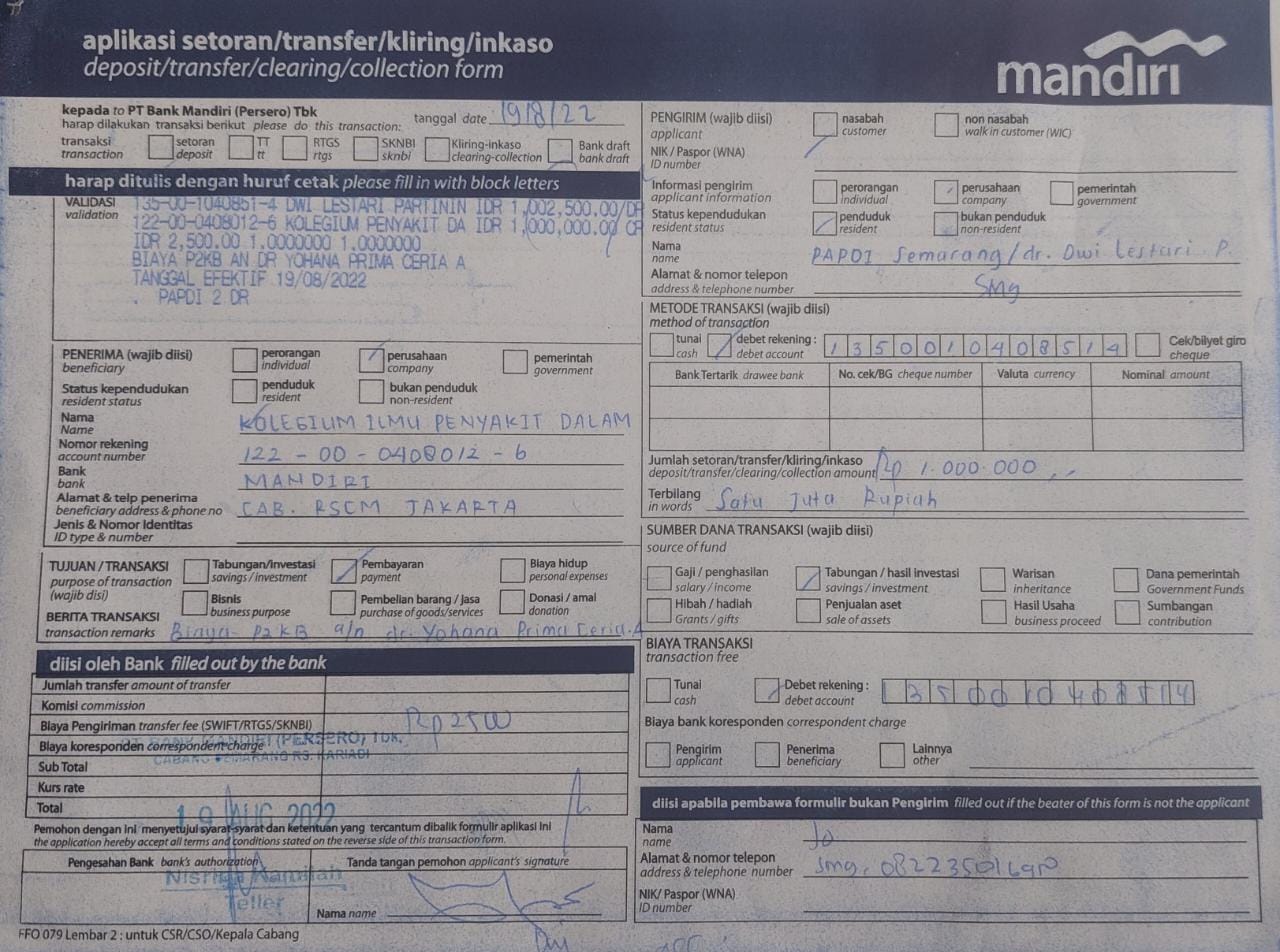 aplikasi setoran/transfer/kliring/inkaso
deposit/transfer/clearing/collection form
mandiri
kepada to PT Bank Mandiri (Persero) Tbk
harap dilakukan transaksi berikut please do this transaction:
tanggal date 19/8/22
transaksi transaction
setoran deposit
TT tt
RTGS rtgs
SKNBI sknbi
Kliring-inkaso clearing-collection
Bank draft bank draft
harap ditulis dengan huruf cetak please fill in with block letters
VALIDASI validation
135-00-1040851-4 DWI LESTARI PARTININ IDR 1,002,500.00/DR
122-00-0408012-6 KOLEGIUM PENYAKIT DA IDR 1,000,000.00 CR
IDR 2,500.00 1.0000000 1.0000000
BIAYA P2KB AN DR YOHANA PRIMA CERIA A
TANGGAL EFEKTIF 19/08/2022
. PAPDI 2 DR
PENERIMA (wajib diisi) beneficiary
perorangan individual
perusahaan company
pemerintah government
Status kependudukan resident status
penduduk resident
bukan penduduk non-resident
Nama Name KOLEGIUM ILMU PENYAKIT DALAM
Nomor rekening account number 122 - 00 - 0408012 - 6
Bank bank MANDIRI
Alamat & telp penerima beneficiary address & phone no CAB. RSCM JAKARTA
Jenis & Nomor Identitas ID type & number
TUJUAN / TRANSAKSI purpose of transaction (wajib disi)
Tabungan/investasi savings / investment
Pembayaran payment
Biaya hidup personal expenses
Bisnis business purpose
Pembelian barang / jasa purchase of goods/services
Donasi / amal donation
BERITA TRANSAKSI transaction remarks Biaya P2KB a/n dr. Yohana Prima Ceria.A
diisi oleh Bank filled out by the bank
Jumlah transfer amount of transfer
Komisi commission
Biaya Pengiriman transfer fee (SWIFT/RTGS/SKNBI) Rp 2500
Biaya koresponden correspondent charge
PT BANK MANDIRI (PERSERO) Tbk.
CABANG SEMARANG RS. KARIADI
Sub Total
Kurs rate
Total
19 AUG 2022
Pemohon dengan ini menyetujui syarat-syarat dan ketentuan yang tercantum dibalik formulir aplikasi ini
the application hereby accept all terms and conditions stated on the reverse side of this transaction form.
Pengesahan Bank bank's authorization
Tanda tangan pemohon applicant's signature
Teller
Nama name
FFO 079 Lembar 2 : untuk CSR/CSO/Kepala Cabang
PENGIRIM (wajib diisi) applicant
nasabah customer
non nasabah walk in customer (WIC)
NIK / Paspor (WNA) ID number
Informasi pengirim applicant information
perorangan individual
perusahaan company
pemerintah government
Status kependudukan resident status
penduduk resident
bukan penduduk non-resident
Nama name PAPDI Semarang/dr. Dwi Lestari. P.
Alamat & nomor telepon address & telephone number Smg
METODE TRANSAKSI (wajib diisi) method of transaction
tunai cash
debet rekening : debet account 1350010408514
Cek/bilyet giro cheque
Bank Tertarik drawee bank
No. cek/BG cheque number
Valuta currency
Nominal amount
Jumlah setoran/transfer/kliring/inkaso deposit/transfer/clearing/collection amount Rp 1.000.000
Terbilang in words Satu Juta Rupiah
SUMBER DANA TRANSAKSI (wajib diisi)
source of fund
Gaji / penghasilan salary / income
Tabungan / hasil investasi savings / investment
Warisan inheritance
Dana pemerintah Government Funds
Hibah / hadiah Grants / gifts
Penjualan aset sale of assets
Hasil Usaha business proceed
Sumbangan contribution
BIAYA TRANSAKSI
transaction free
Tunai cash
Debet rekening : debet account 1350010408514
Biaya bank koresponden correspondent charge
Pengirim applicant
Penerima beneficiary
Lainnya other
diisi apabila pembawa formulir bukan Pengirim filled out if the beater of this form is not the applicant
Nama name
Alamat & nomor telepon address & telephone number Smg.
NIK/ Paspor (WNA) ID number